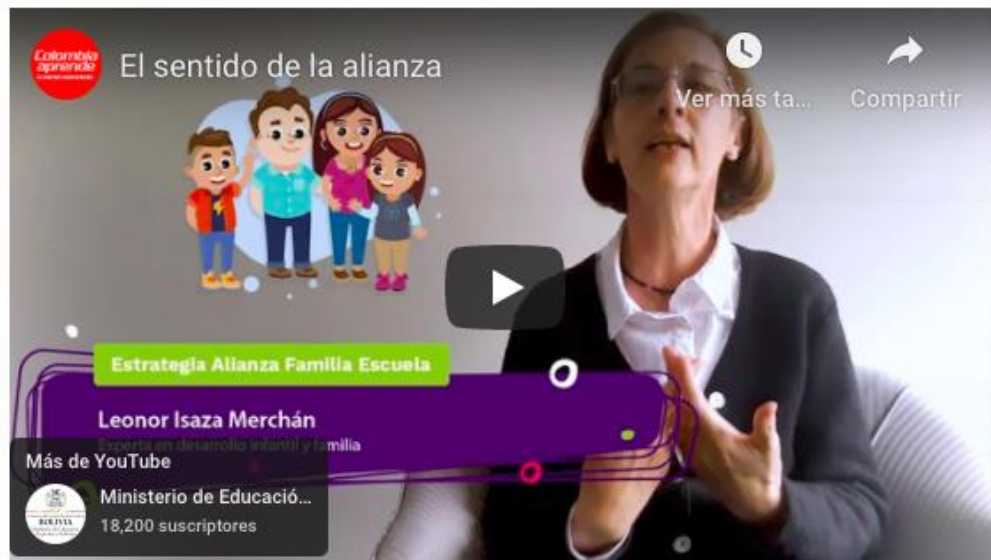 Colombia
aprende
El sentido de la alianza
Ver más ta...
Compartir
Estrategia Alianza Familia Escuela
Leonor Isaza Merchán
Experta en desarrollo infantil y familia
Más de YouTube
Ministerio de Educació...
BOLIVIA
18,200 suscriptores